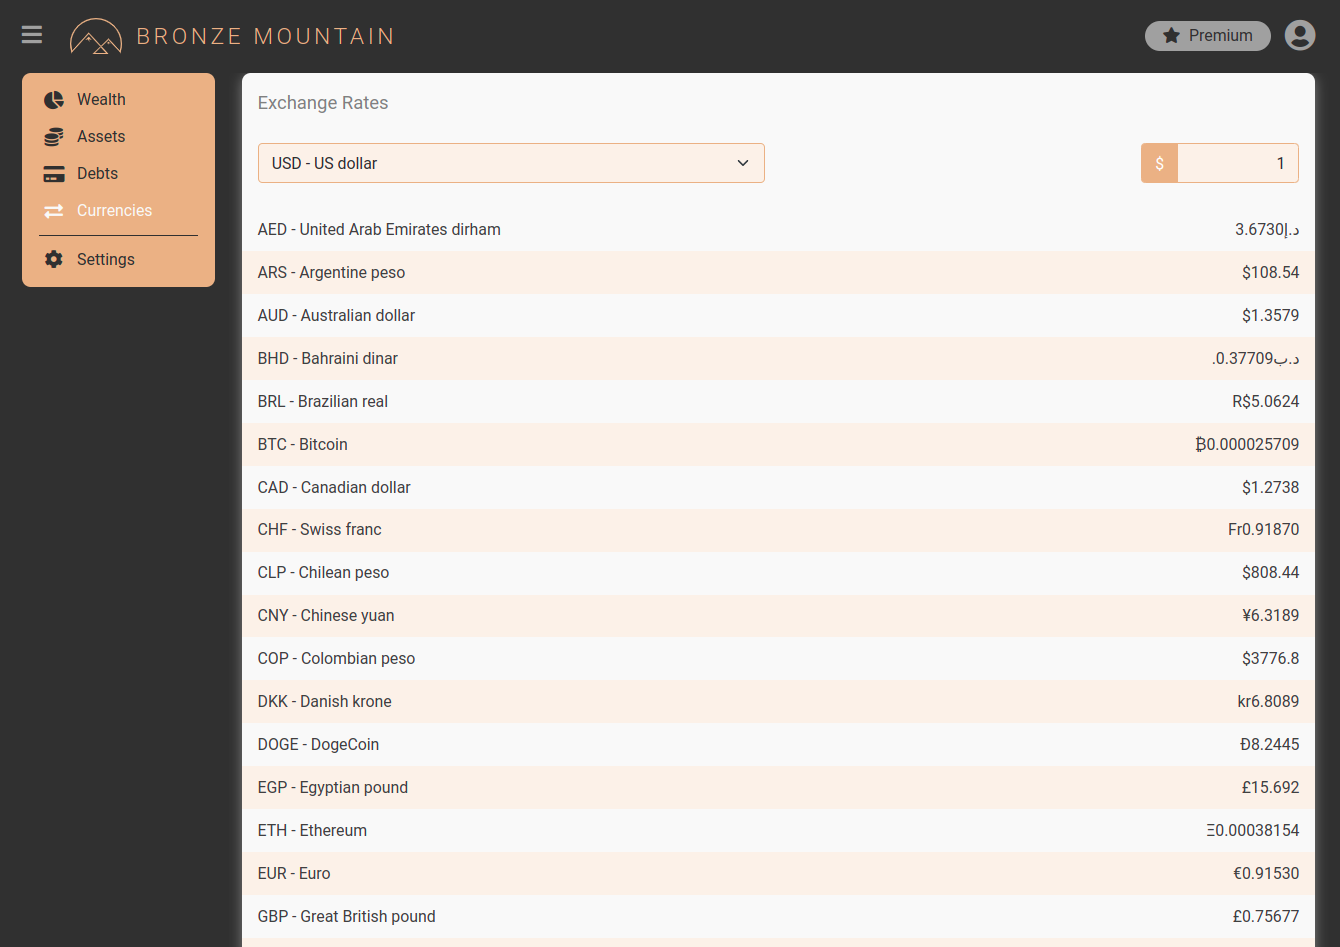 BRONZE MOUNTAIN
Premium
Wealth
Assets
Debts
Currencies
Settings
Exchange Rates
USD - US dollar
$ 1
AED - United Arab Emirates dirham د.إ3.6730
ARS - Argentine peso $108.54
AUD - Australian dollar $1.3579
BHD - Bahraini dinar .د.ب0.37709
BRL - Brazilian real R$5.0624
BTC - Bitcoin ₿0.000025709
CAD - Canadian dollar $1.2738
CHF - Swiss franc Fr0.91870
CLP - Chilean peso $808.44
CNY - Chinese yuan ¥6.3189
COP - Colombian peso $3776.8
DKK - Danish krone kr6.8089
DOGE - DogeCoin Ð8.2445
EGP - Egyptian pound £15.692
ETH - Ethereum Ξ0.00038154
EUR - Euro €0.91530
GBP - Great British pound £0.75677